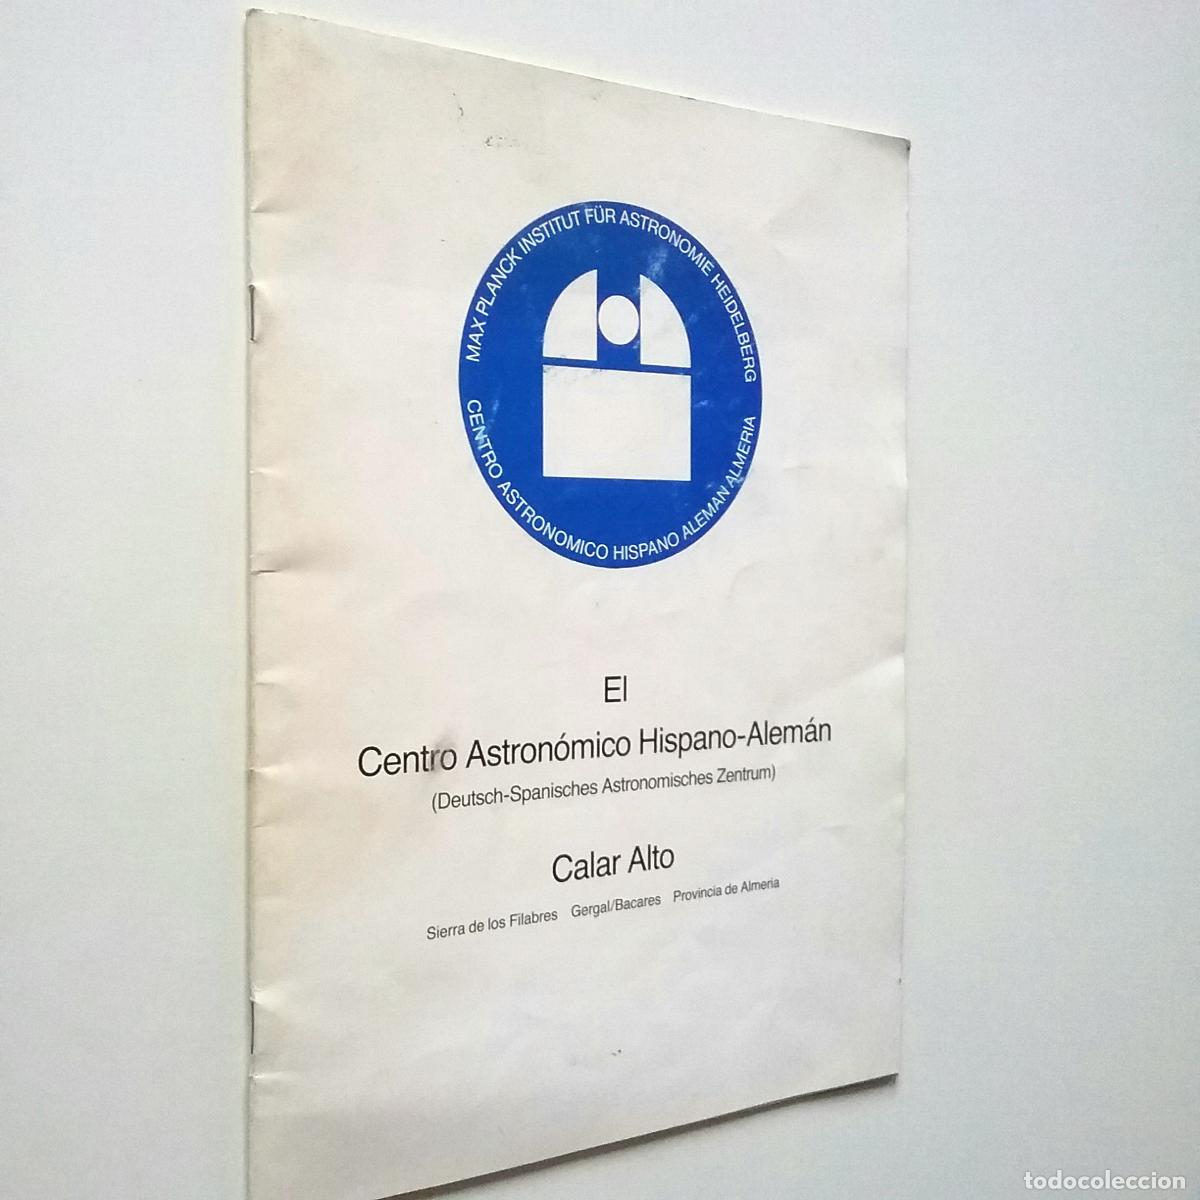 MAX PLANCK INSTITUT FÜR ASTRONOMIE HEIDELBERG
CENTRO ASTRONOMICO HISPANO ALEMAN ALMERIA
El
Centro Astronómico Hispano-Alemán
(Deutsch-Spanisches Astronomisches Zentrum)
Calar Alto
Sierra de los Filabres Gergal/Bacares Provincia de Almeria
todocoleccion